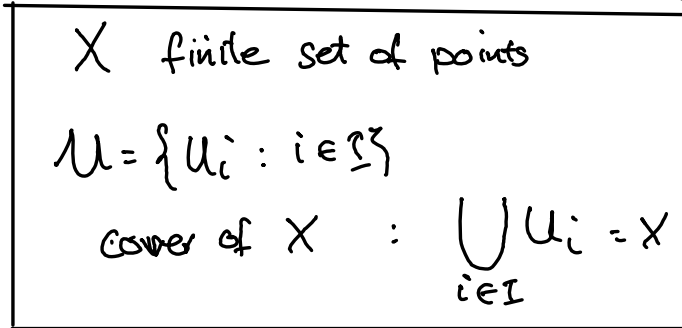 X finite set of points
U = {Ui : i ∈ I}
cover of X : ⋃ Ui = X
i ∈ I